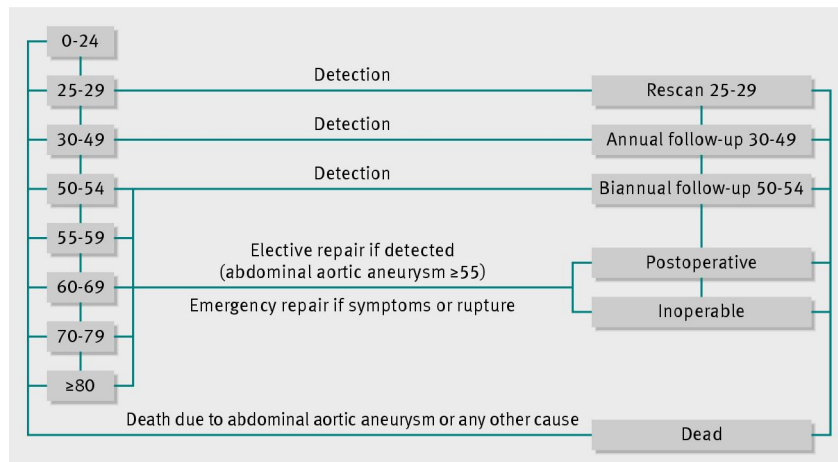 0-24
Detection
25-29
Rescan 25-29
Detection
30-49
Annual follow-up 30-49
Detection
50-54
Biannual follow-up 50-54
55-59
Elective repair if detected
(abdominal aortic aneurysm ≥55)
Postoperative
60-69
Emergency repair if symptoms or rupture
Inoperable
70-79
≥80
Death due to abdominal aortic aneurysm or any other cause
Dead